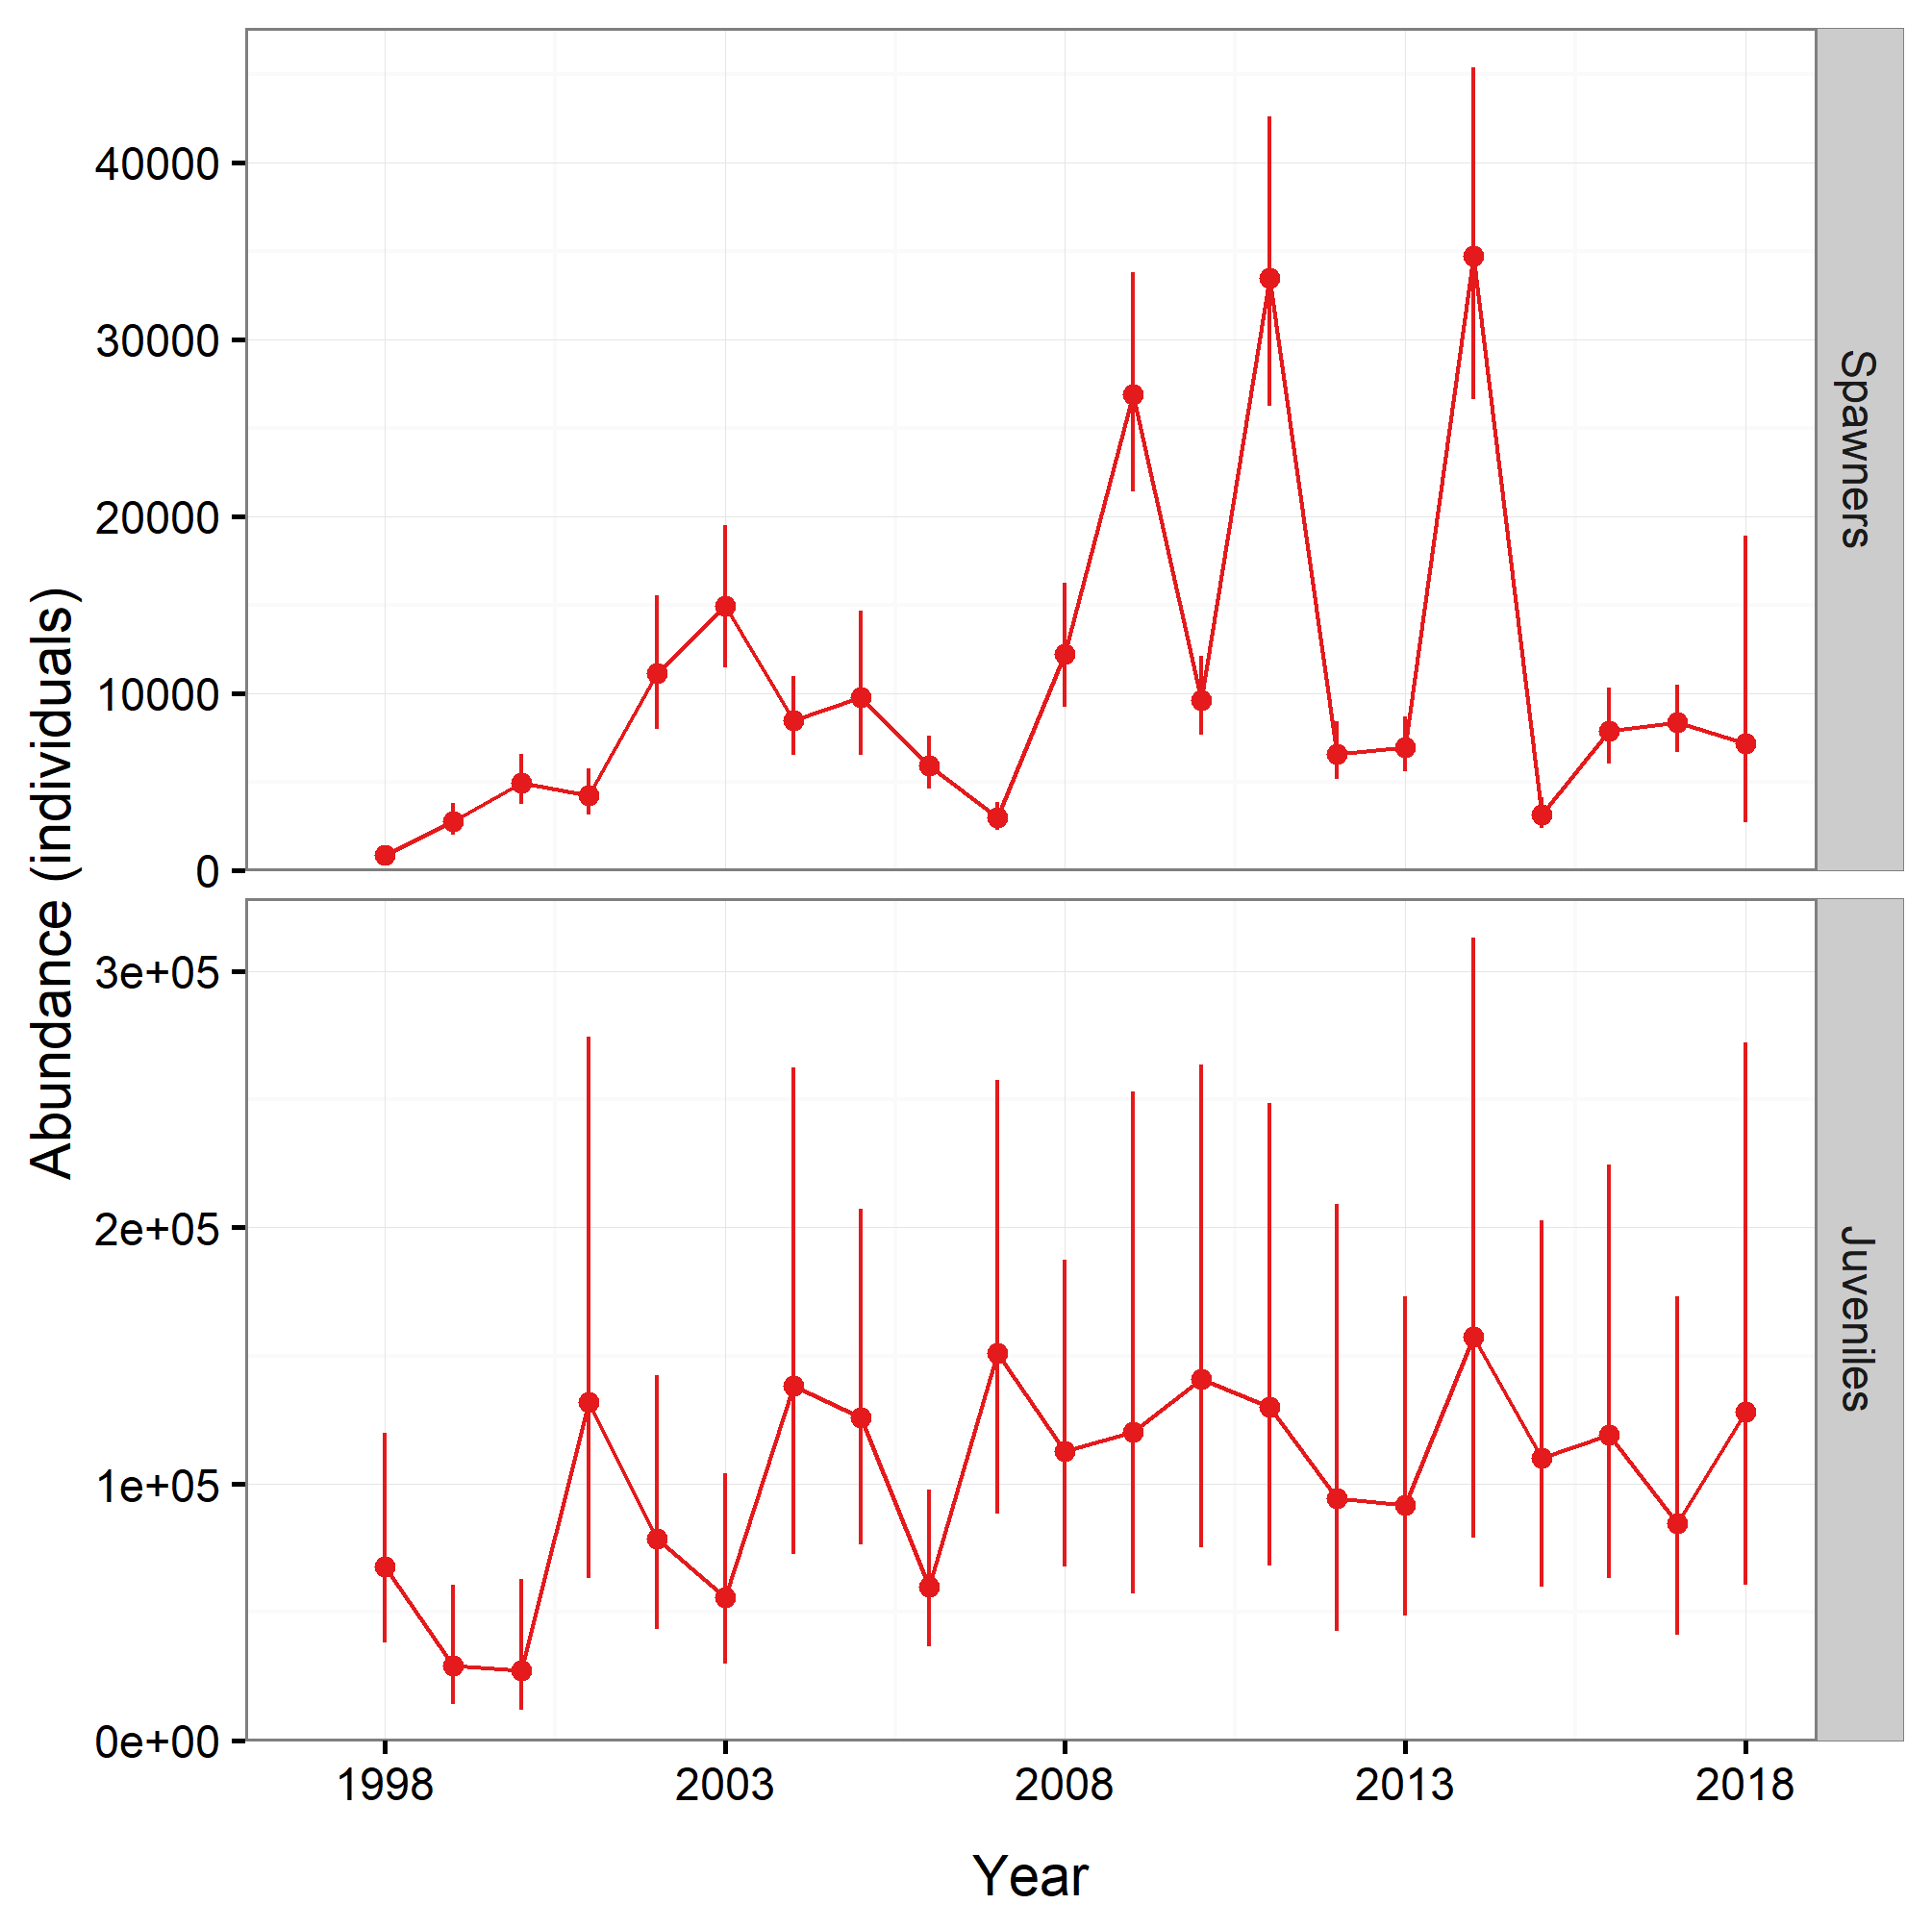 Abundance (individuals)
40000
30000
20000
10000
0
Spawners
3e+05
2e+05
1e+05
0e+00
Juveniles
1998
2003
2008
2013
2018
Year